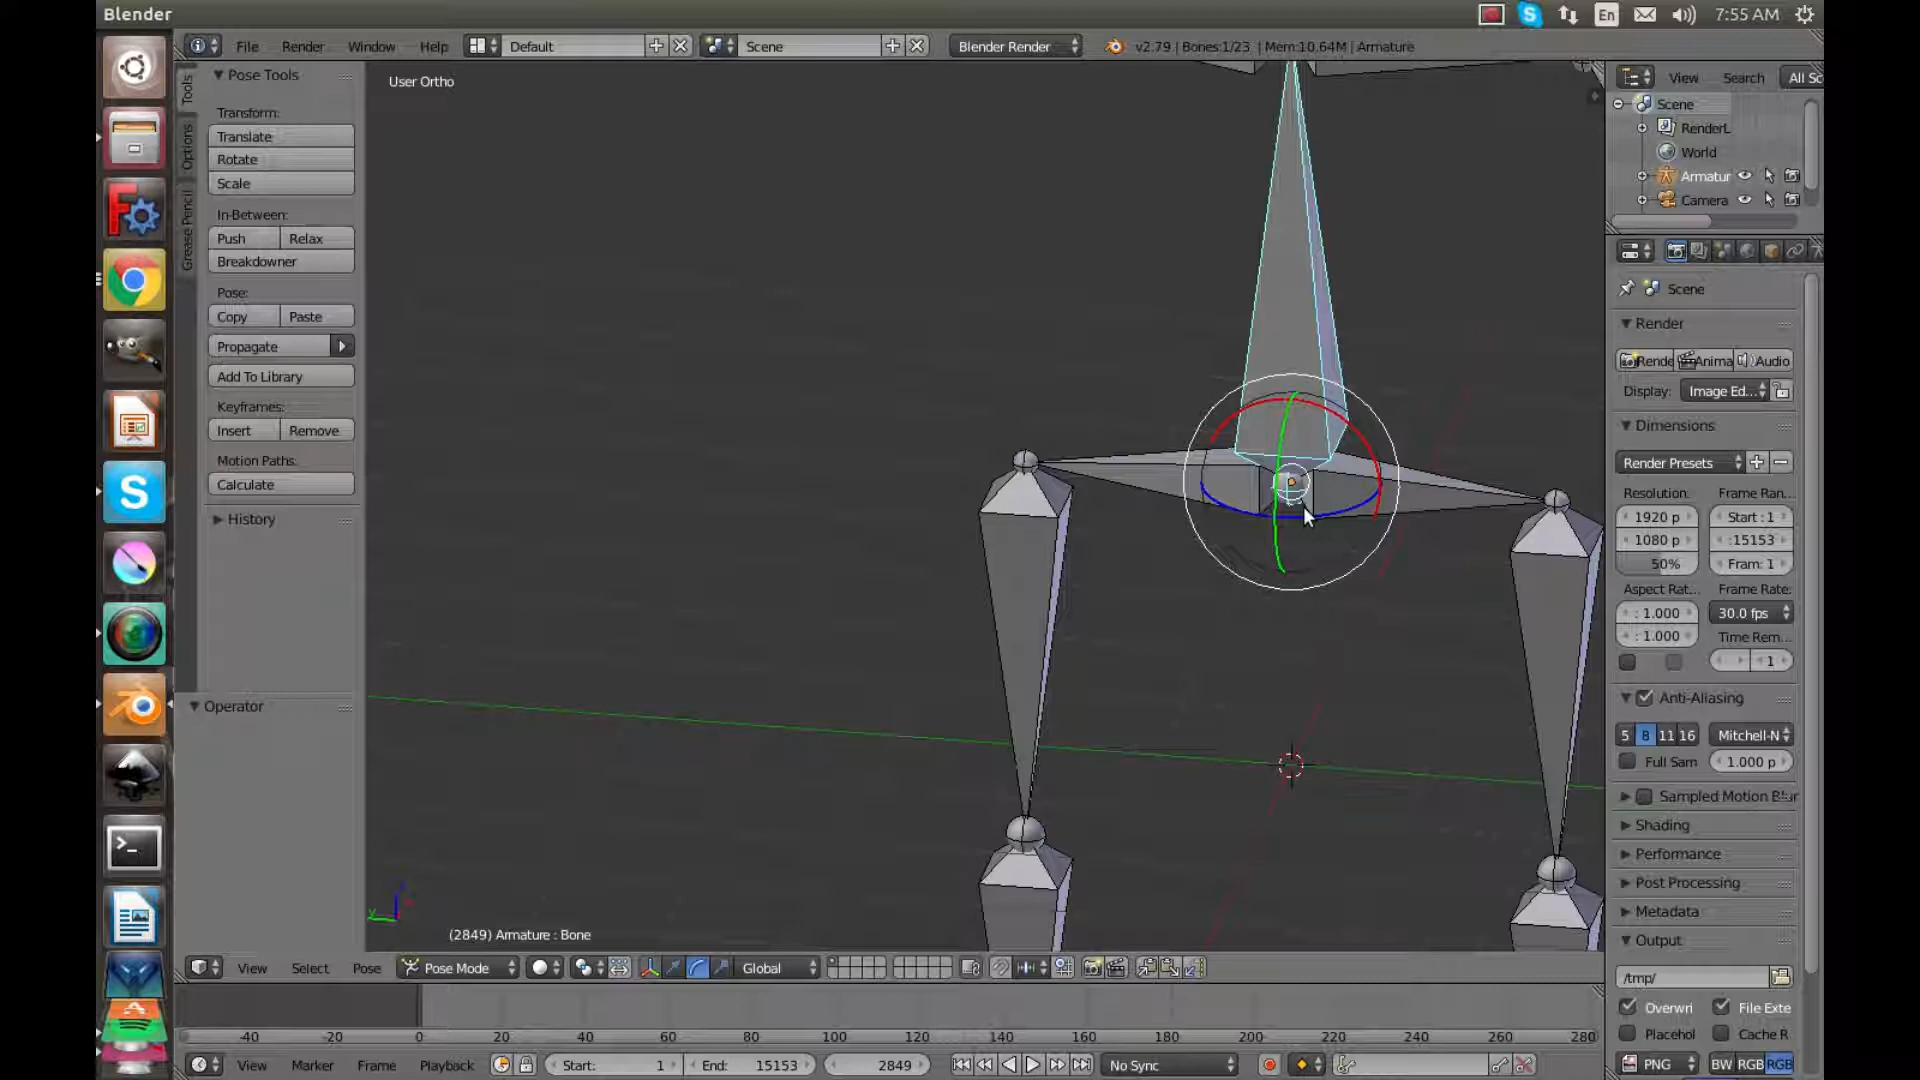 Blender
En
7:55 AM
File Render Window Help Default Scene Blender Render v2.79 | Bones:1/23 | Mem:10.64M | Armature
View Search All Sc
Tools
Options
Grease Pencil
Pose Tools
Transform:
Translate
Rotate
Scale
In-Between:
Push Relax
Breakdowner
Pose:
Copy Paste
Propagate
Add To Library
Keyframes:
Insert Remove
Motion Paths:
Calculate
History
Operator
User Ortho
(2849) Armature : Bone
Scene
RenderL
World
Armatur
Camera
Scene
Render
Rende Anima Audio
Display: Image Ed...
Dimensions
Render Presets
Resolution: Frame Ran...
1920 p Start : 1
1080 p :15153
50% Fram: 1
Aspect Rat... Frame Rate:
: 1.000 30.0 fps
: 1.000 Time Rem...
1
Anti-Aliasing
5 8 11 16 Mitchell-N
Full Sam 1.000 p
Sampled Motion Blur
Shading
Performance
Post Processing
Metadata
Output
/tmp/
Overwri File Exte
Placehol Cache R
PNG BW RGB RGB
View Select Pose Pose Mode Global
-40 -20 0 20 40 60 80 100 120 140 160 180 200 220 240 260 280
View Marker Frame Playback Start: 1 End: 15153 2849 No Sync